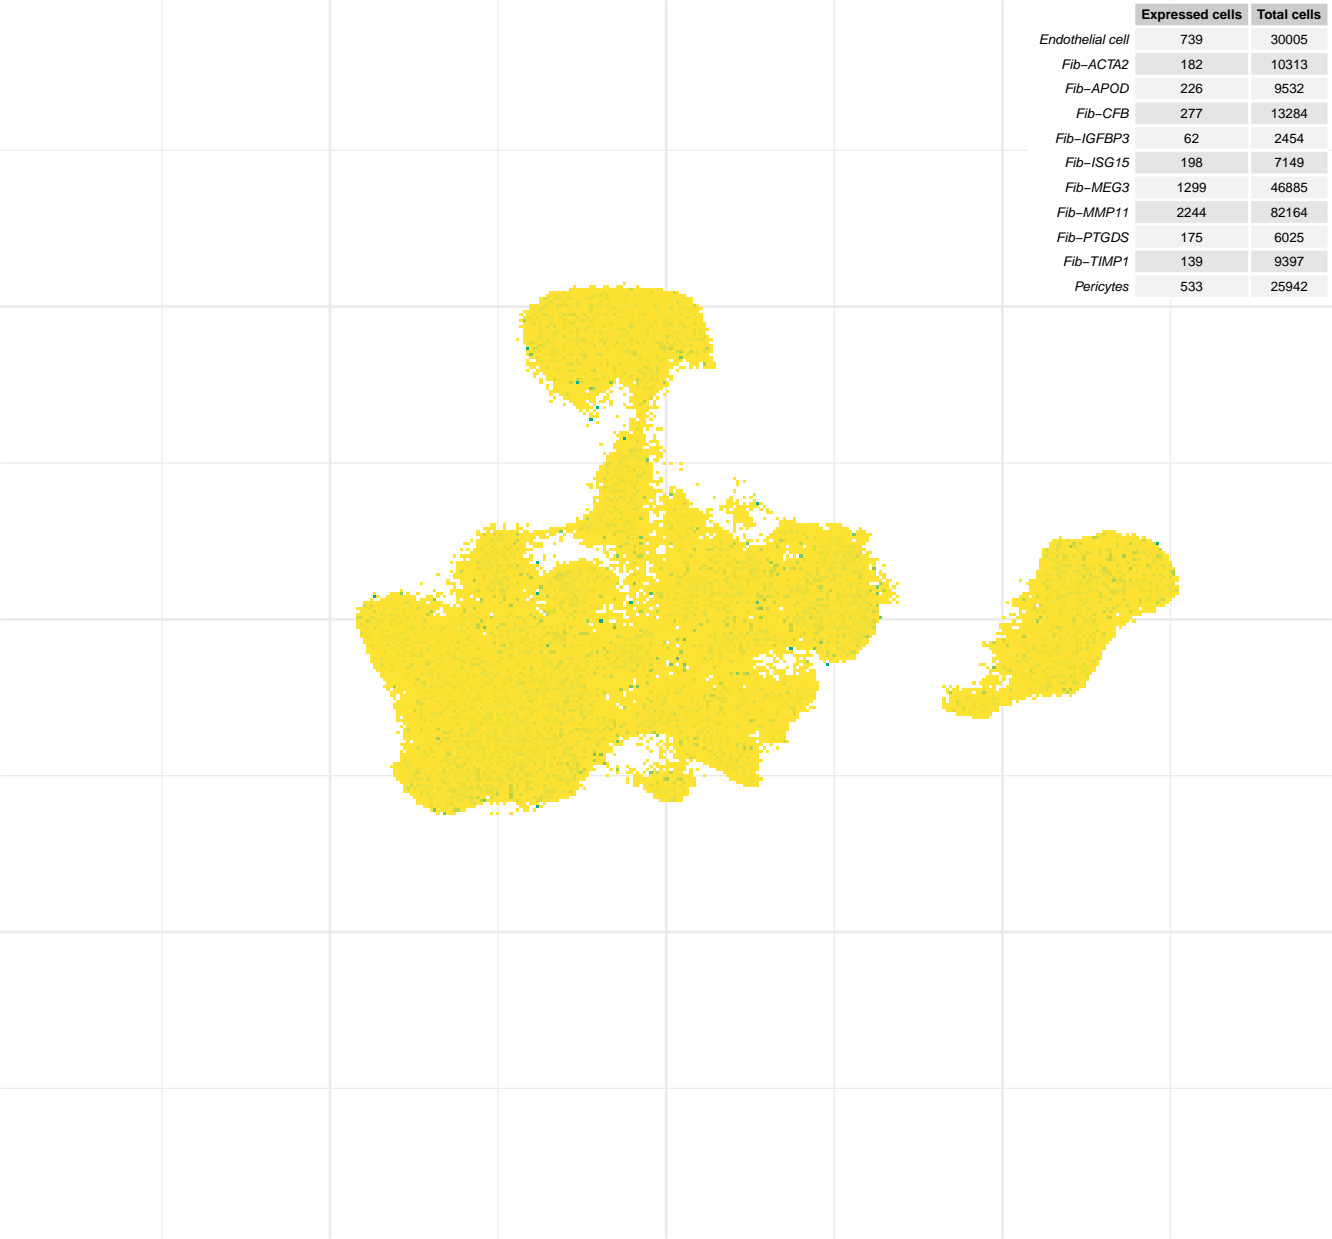 Expressed cells Total cells
Endothelial cell 739 30005
Fib−ACTA2 182 10313
Fib−APOD 226 9532
Fib−CFB 277 13284
Fib−IGFBP3 62 2454
Fib−ISG15 198 7149
Fib−MEG3 1299 46885
Fib−MMP11 2244 82164
Fib−PTGDS 175 6025
Fib−TIMP1 139 9397
Pericytes 533 25942